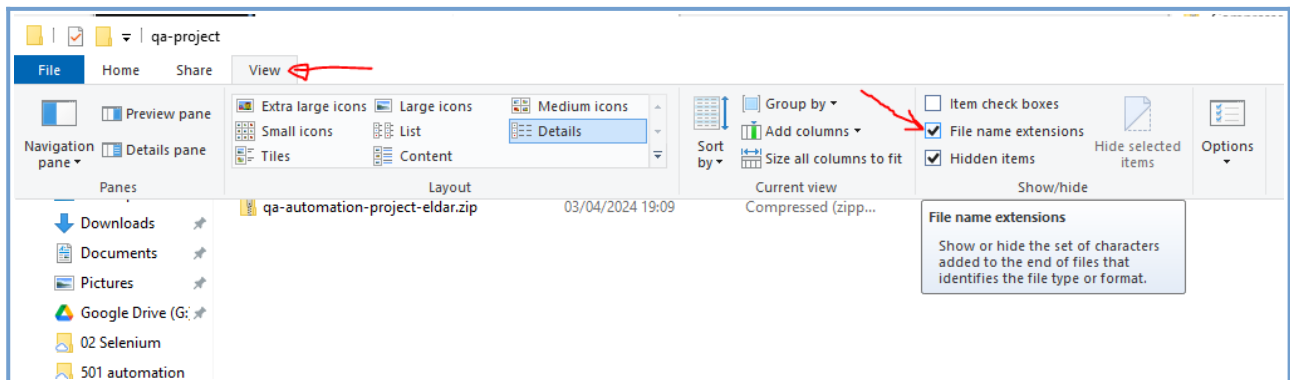 qa-project
File Home Share View
Navigation pane
Preview pane
Details pane
Panes
Extra large icons Large icons Medium icons
Small icons List Details
Tiles Content
Layout
Sort by
Group by
Add columns
Size all columns to fit
Current view
Item check boxes
File name extensions
Hidden items
Hide selected items
Show/hide
Options
Downloads
Documents
Pictures
Google Drive (G:
02 Selenium
501 automation
qa-automation-project-eldar.zip 03/04/2024 19:09 Compressed (zipp...
File name extensions
Show or hide the set of characters
added to the end of files that
identifies the file type or format.